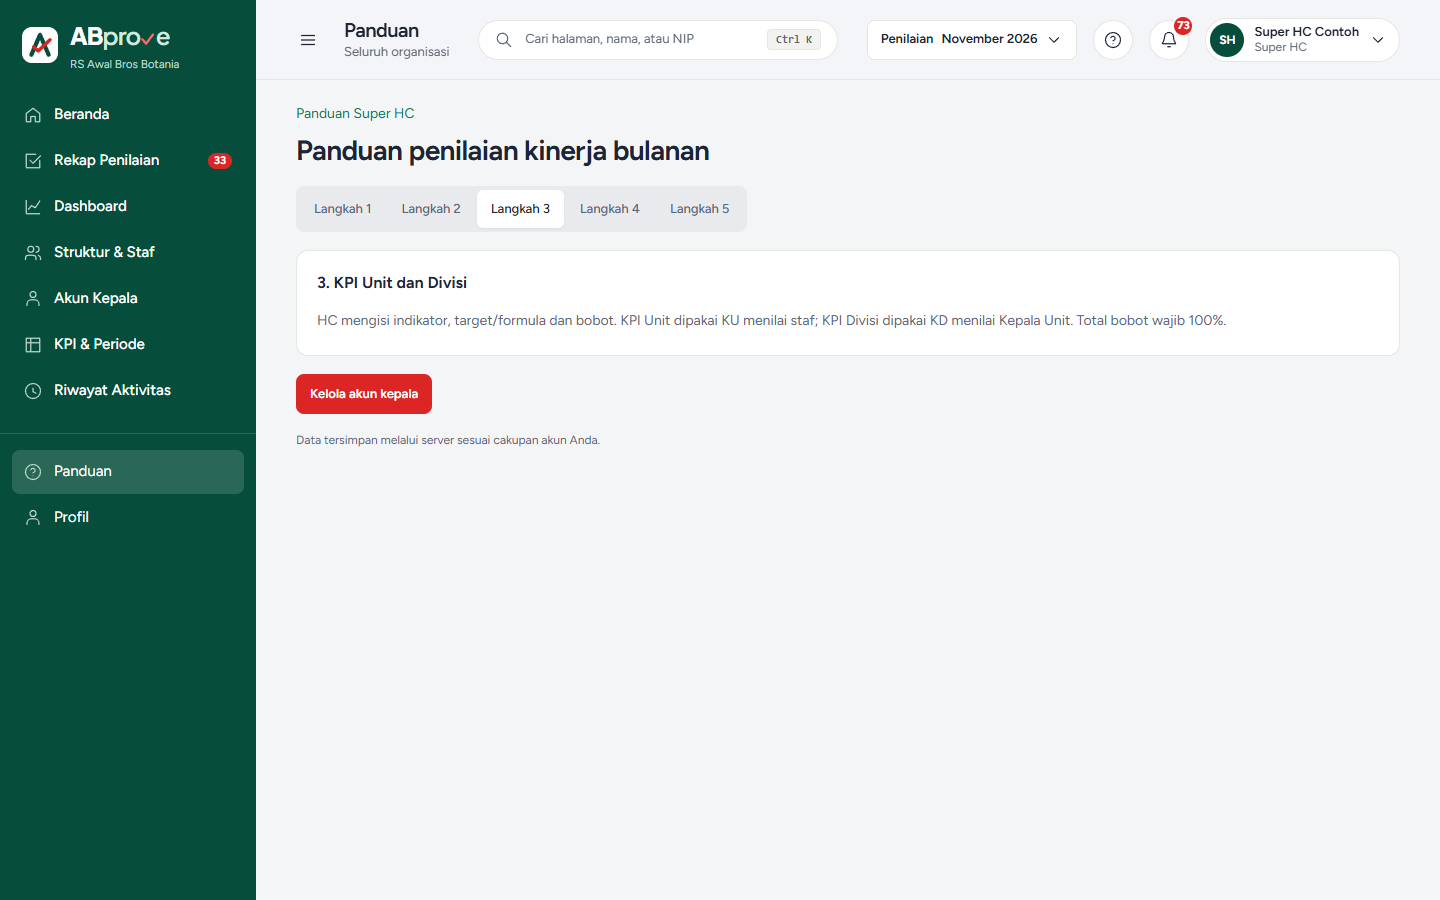 ABprove
RS Awal Bros Botania
Beranda
Rekap Penilaian 33
Dashboard
Struktur & Staf
Akun Kepala
KPI & Periode
Riwayat Aktivitas
Panduan
Profil
Panduan
Seluruh organisasi
Cari halaman, nama, atau NIP Ctrl K
Penilaian November 2026
73
SH
Super HC Contoh
Super HC
Panduan Super HC
Panduan penilaian kinerja bulanan
Langkah 1 Langkah 2 Langkah 3 Langkah 4 Langkah 5
3. KPI Unit dan Divisi
HC mengisi indikator, target/formula dan bobot. KPI Unit dipakai KU menilai staf; KPI Divisi dipakai KD menilai Kepala Unit. Total bobot wajib 100%.
Kelola akun kepala
Data tersimpan melalui server sesuai cakupan akun Anda.